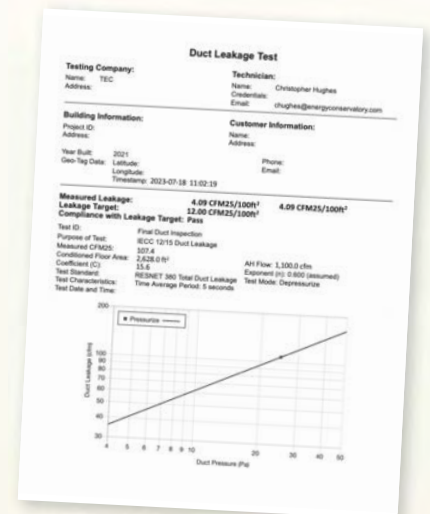 Duct Leakage Test
Testing Company:
Name: TEC
Address:
Technician:
Name: Christopher Hughes
Credentials:
Email: chughes@energyconservatory.com
Building Information:
Project ID:
Address:
Customer Information:
Name:
Address:
Year Built: 2021
Geo-Tag Data: Latitude:
Longitude:
Timestamp: 2023-07-18 11:02:19
Phone:
Email:
Measured Leakage: 4.09 CFM25/100ft² 4.09 CFM25/100ft²
Leakage Target: 12.00 CFM25/100ft²
Compliance with Leakage Target: Pass
Test ID: Final Duct Inspection
Purpose of Test: IECC 12/15 Duct Leakage
Measured CFM25: 107.4
Conditioned Floor Area: 2,628.0 ft² AH Flow: 1,100.0 cfm
Coefficient (C): 15.6 Exponent (n): 0.600 (assumed)
Test Standard: RESNET 380 Total Duct Leakage Test Mode: Depressurize
Test Characteristics: Time Average Period: 5 seconds
Test Date and Time:
200
Pressurize
100
90
80
70
60
50
40
30
Duct Leakage (cfm)
4 5 6 7 8 9 10 20 30 40 50
Duct Pressure (Pa)